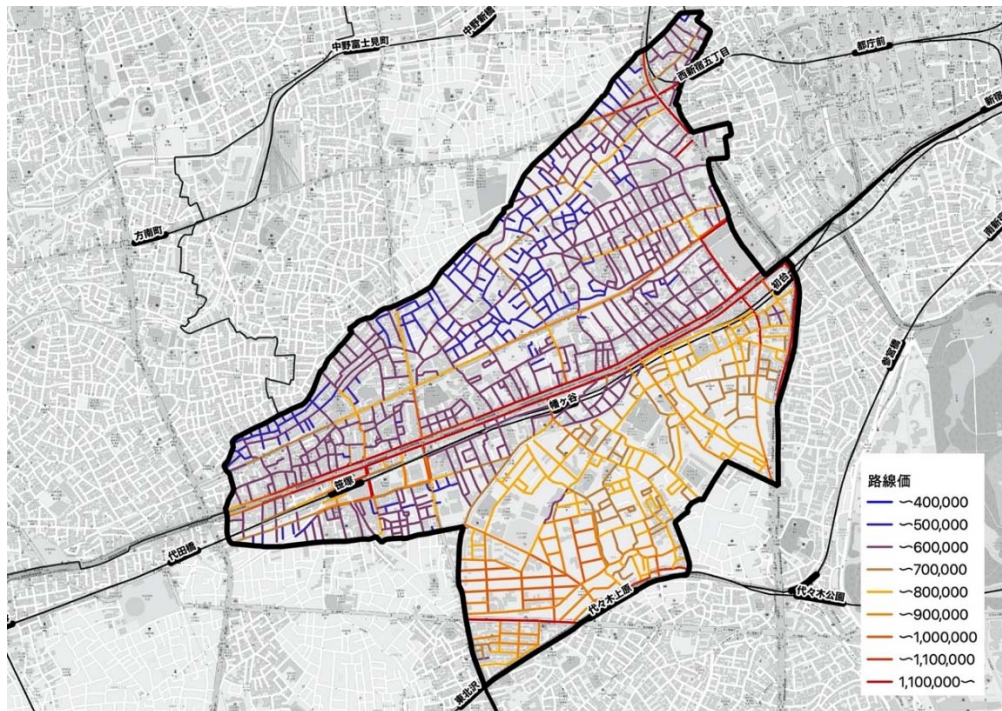 中野新橋
中野富士見町
都庁前
西新宿五丁目
新宿
方南町
南新宿
初台
参宮橋
幡ヶ谷
笹塚
代田橋
代々木公園
代々木上原
東北沢
路線価
〜400,000
〜500,000
〜600,000
〜700,000
〜800,000
〜900,000
〜1,000,000
〜1,100,000
1,100,000〜